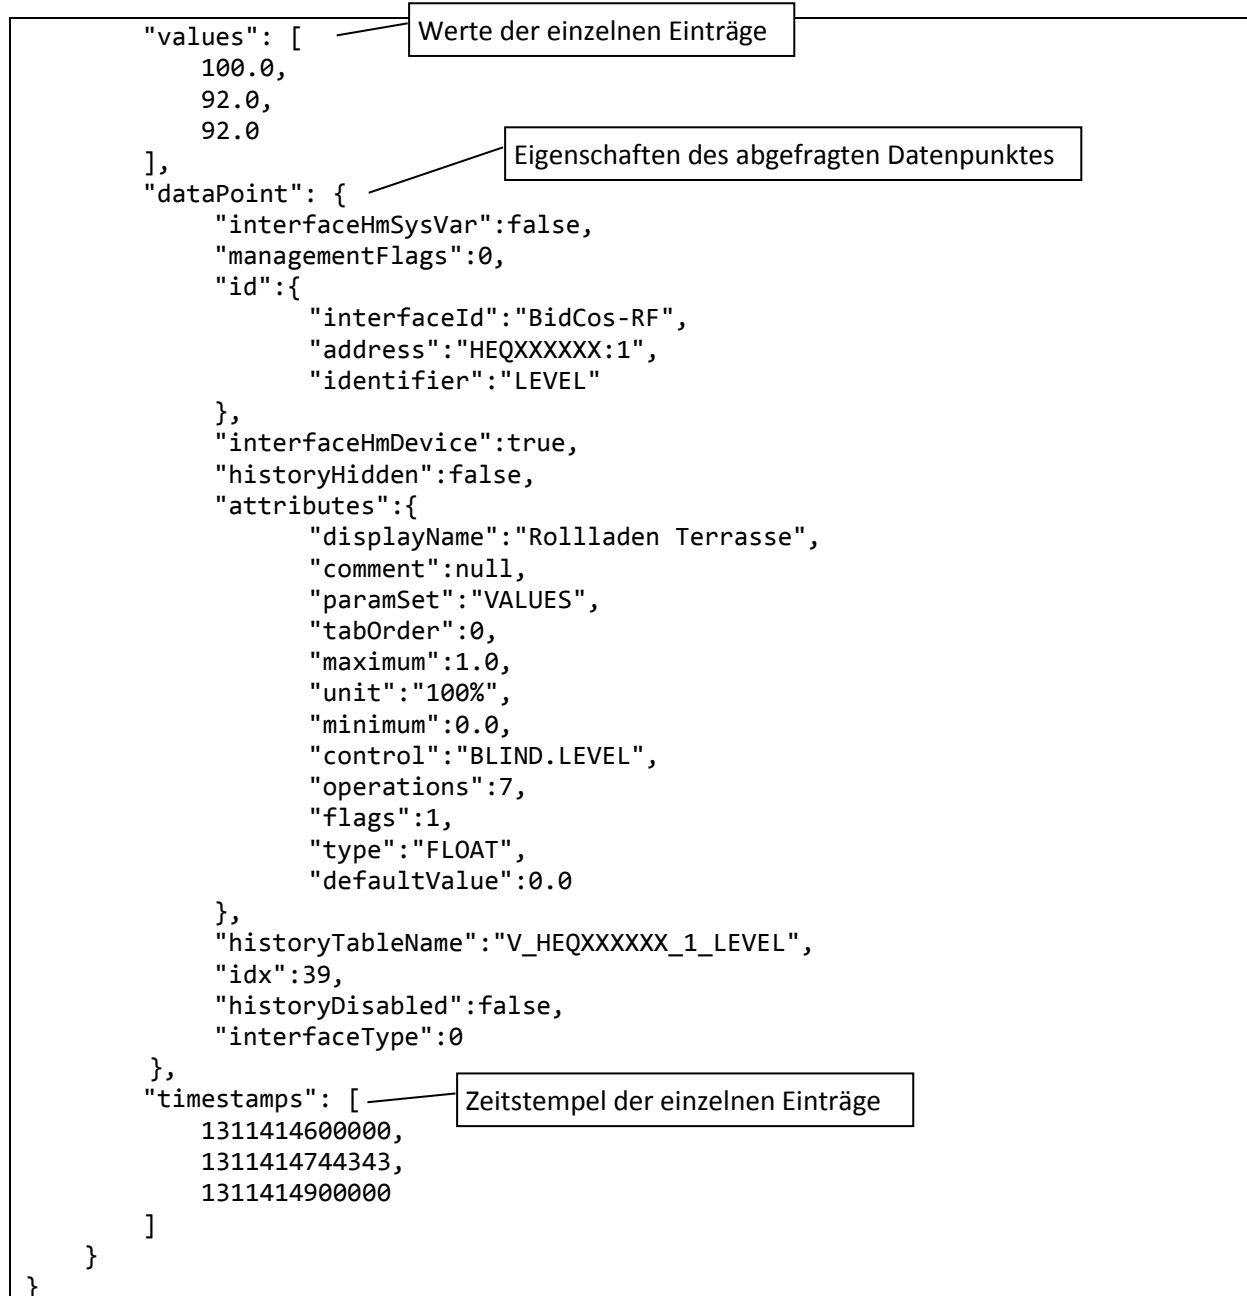 "values": [
Werte der einzelnen Einträge
100.0,
92.0,
92.0
],
Eigenschaften des abgefragten Datenpunktes
"dataPoint": {
"interfaceHmSysVar":false,
"managementFlags":0,
"id":{
"interfaceId":"BidCos-RF",
"address":"HEQXXXXXX:1",
"identifier":"LEVEL"
},
"interfaceHmDevice":true,
"historyHidden":false,
"attributes":{
"displayName":"Rollladen Terrasse",
"comment":null,
"paramSet":"VALUES",
"tabOrder":0,
"maximum":1.0,
"unit":"100%",
"minimum":0.0,
"control":"BLIND.LEVEL",
"operations":7,
"flags":1,
"type":"FLOAT",
"defaultValue":0.0
},
"historyTableName":"V_HEQXXXXXX_1_LEVEL",
"idx":39,
"historyDisabled":false,
"interfaceType":0
},
"timestamps": [
Zeitstempel der einzelnen Einträge
1311414600000,
1311414744343,
1311414900000
]
}
}